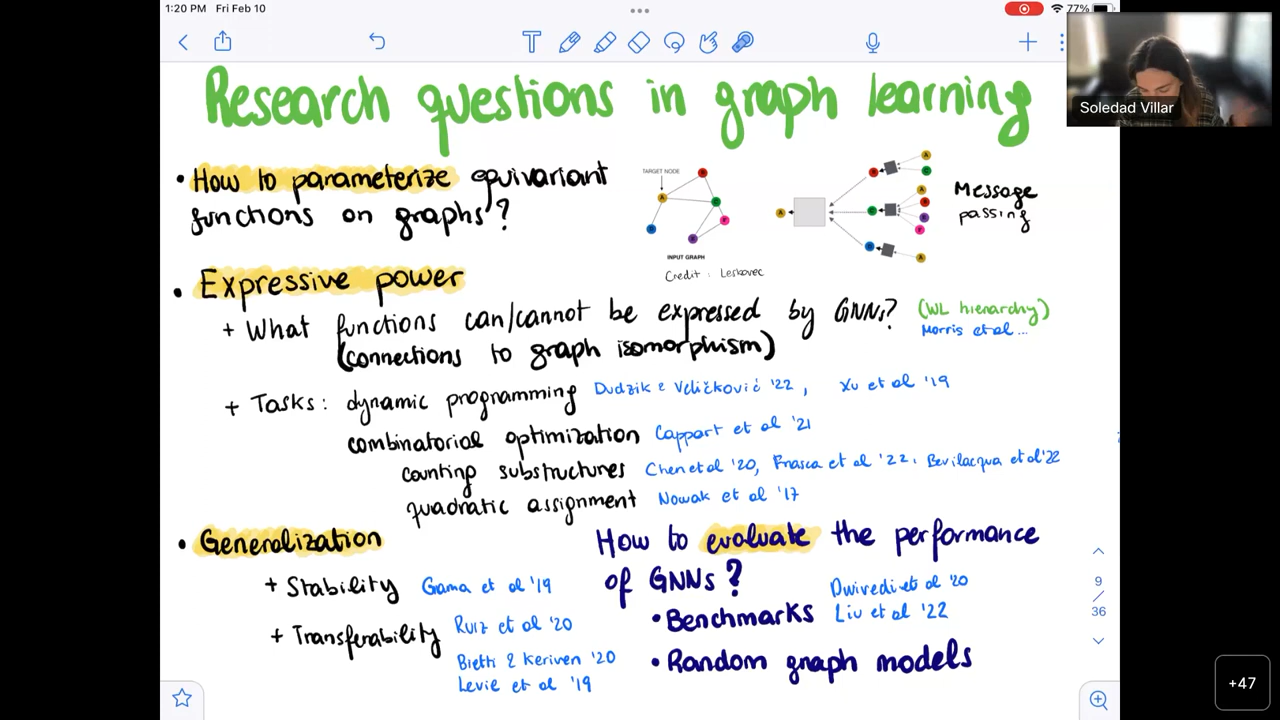 1:20 PM Fri Feb 10
77%
Soledad Villar
Research questions in graph learning
• How to parameterize equivariant
functions on graphs?
TARGET NODE
A
B
C
F
D
E
INPUT GRAPH
Credit: Leskovec
A
B
C
D
A
C
A
B
E
F
A
Message
passing
• Expressive power
+ What functions can/cannot be expressed by GNNs? (WL hierarchy)
(connections to graph isomorphism) Morris et al ...
+ Tasks: dynamic programming Dudzik & Veličković '22, Xu et al '19
combinatorial optimization Cappart et al '21
counting substructures Chen et al '20, Frasca et al '22, Bevilacqua et al '22
quadratic assignment Nowak et al '17
• Generalization
+ Stability Gama et al '19
+ Transferability Ruiz et al '20
Bietti & Keriven '20
Levie et al '19
How to evaluate the performance
of GNNs?
• Benchmarks Dwivedi et al '20
Liu et al '22
• Random graph models
9
/
36
+47